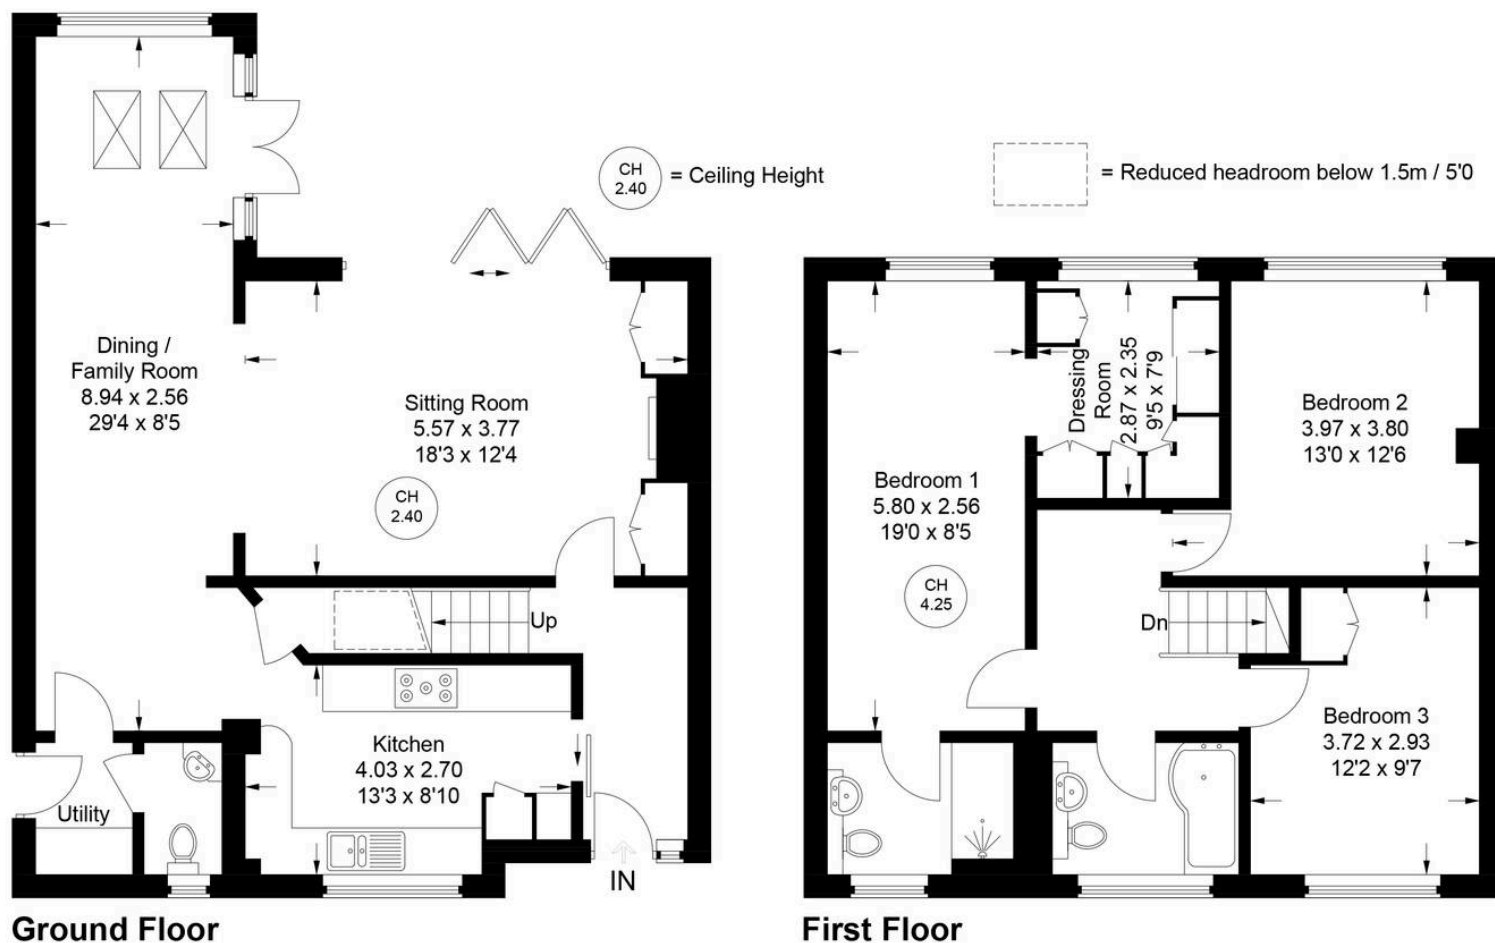 CH
2.40
= Ceiling Height
= Reduced headroom below 1.5m / 5'0
Dining /
Family Room
8.94 x 2.56
29'4 x 8'5
Sitting Room
5.57 x 3.77
18'3 x 12'4
CH
2.40
Up
Kitchen
4.03 x 2.70
13'3 x 8'10
Utility
IN
Ground Floor
Dressing
Room
2.87 x 2.35
9'5 x 7'9
Bedroom 2
3.97 x 3.80
13'0 x 12'6
Bedroom 1
5.80 x 2.56
19'0 x 8'5
CH
4.25
Dn
Bedroom 3
3.72 x 2.93
12'2 x 9'7
First Floor